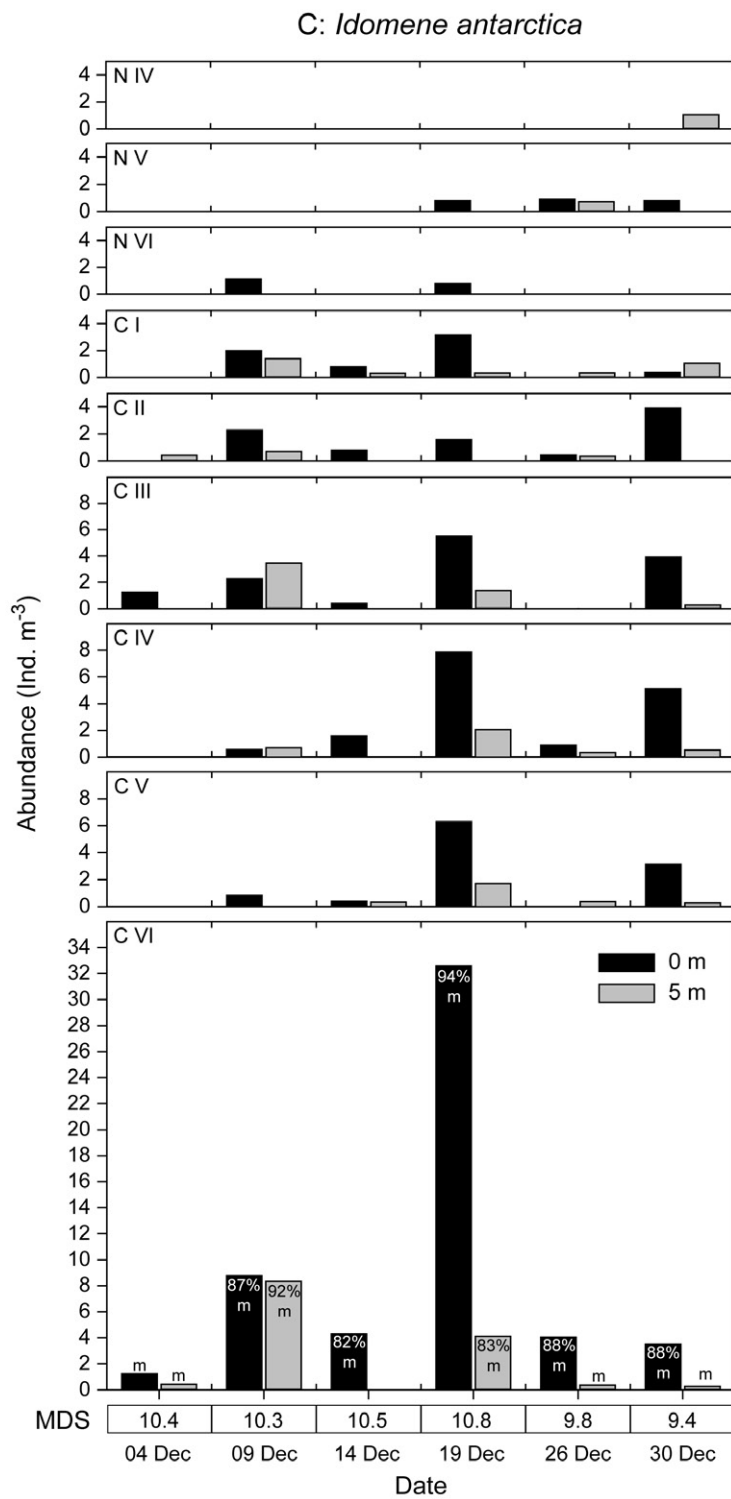 C: Idomene antarctica
N IV
4
2
0
N V
4
2
0
N VI
4
2
0
C I
4
2
0
C II
4
2
0
C III
8
6
4
2
0
C IV
8
6
4
2
0
C V
8
6
4
2
0
C VI
34
32
30
28
26
24
22
20
18
16
14
12
10
8
6
4
2
0
Abundance (Ind. m-3)
0 m
5 m
m
m
87%
m
92%
m
82%
m
94%
m
83%
m
88%
m
m
88%
m
m
MDS 10.4 10.3 10.5 10.8 9.8 9.4
04 Dec 09 Dec 14 Dec 19 Dec 26 Dec 30 Dec
Date